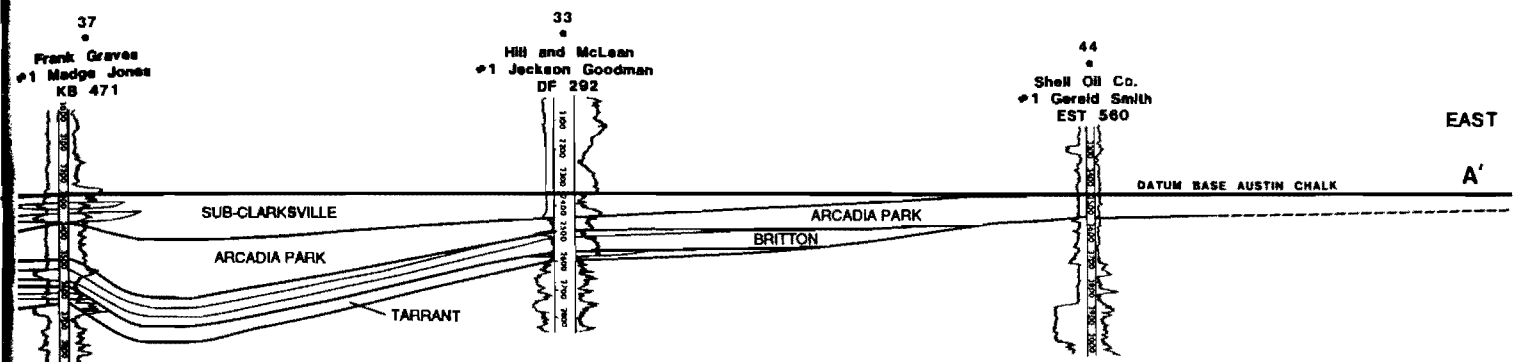 37
Frank Graves
#1 Madge Jones
KB 471
33
Hill and McLean
#1 Jackson Goodman
DF 292
44
Shell Oil Co.
#1 Gerald Smith
EST 560
EAST
A'
DATUM BASE AUSTIN CHALK
SUB-CLARKSVILLE
ARCADIA PARK
BRITTON
ARCADIA PARK
TARRANT